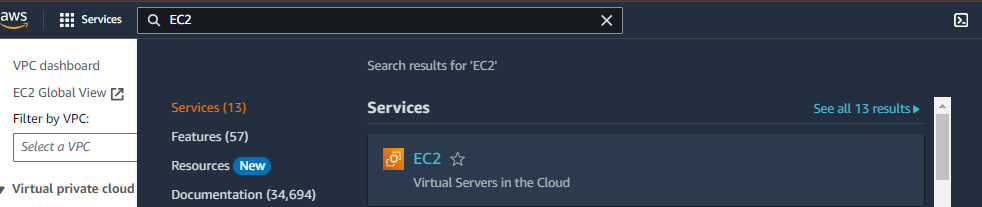 aws
Services
EC2
VPC dashboard
EC2 Global View
Filter by VPC:
Select a VPC
Virtual private cloud
Search results for 'EC2'
Services (13)
Features (57)
Resources New
Documentation (34,694)
Services
See all 13 results
EC2
Virtual Servers in the Cloud